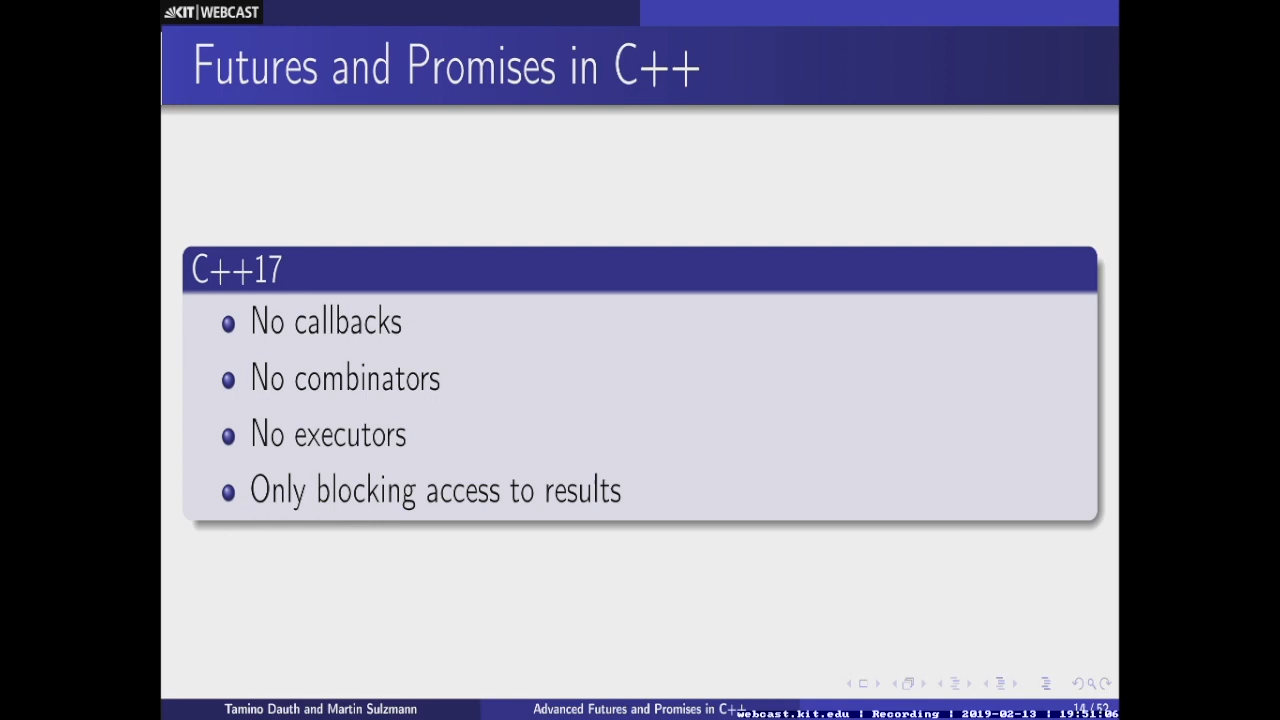 KIT | WEBCAST
Futures and Promises in C++
C++17
No callbacks
No combinators
No executors
Only blocking access to results
Tamino Dauth and Martin Sulzmann
Advanced Futures and Promises in C++
14 / 52
webcast.kit.edu | Recording | 2019-02-13 | 19:51:06